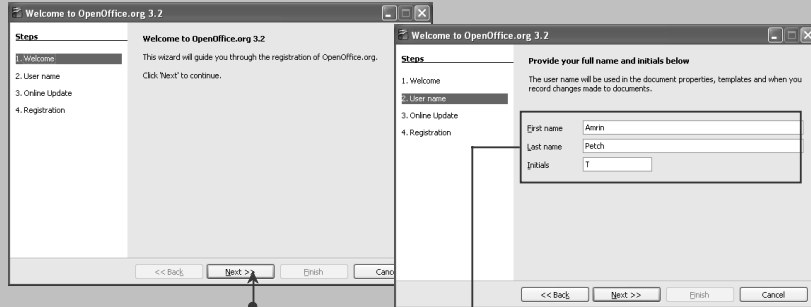 Welcome to OpenOffice.org 3.2
Steps
1. Welcome
2. User name
3. Online Update
4. Registration
Welcome to OpenOffice.org 3.2
This wizard will guide you through the registration of OpenOffice.org.
Click 'Next' to continue.
<< Back Next >> Finish
Welcome to OpenOffice.org 3.2
Steps
1. Welcome
2. User name
3. Online Update
4. Registration
Provide your full name and initials below
The user name will be used in the document properties, templates and when you
record changes made to documents.
First name Amrin
Last name Petch
Initials T
<< Back Next >> Finish Cancel